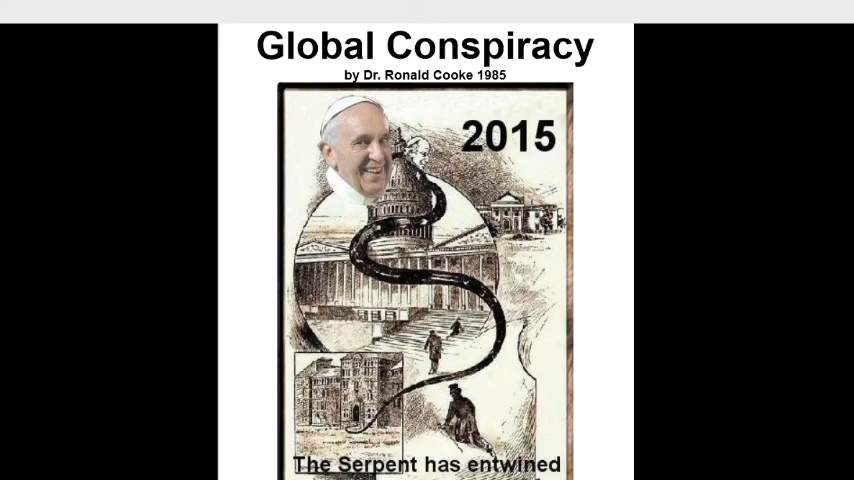 Global Conspiracy
by Dr. Ronald Cooke 1985
2015
The Serpent has entwined